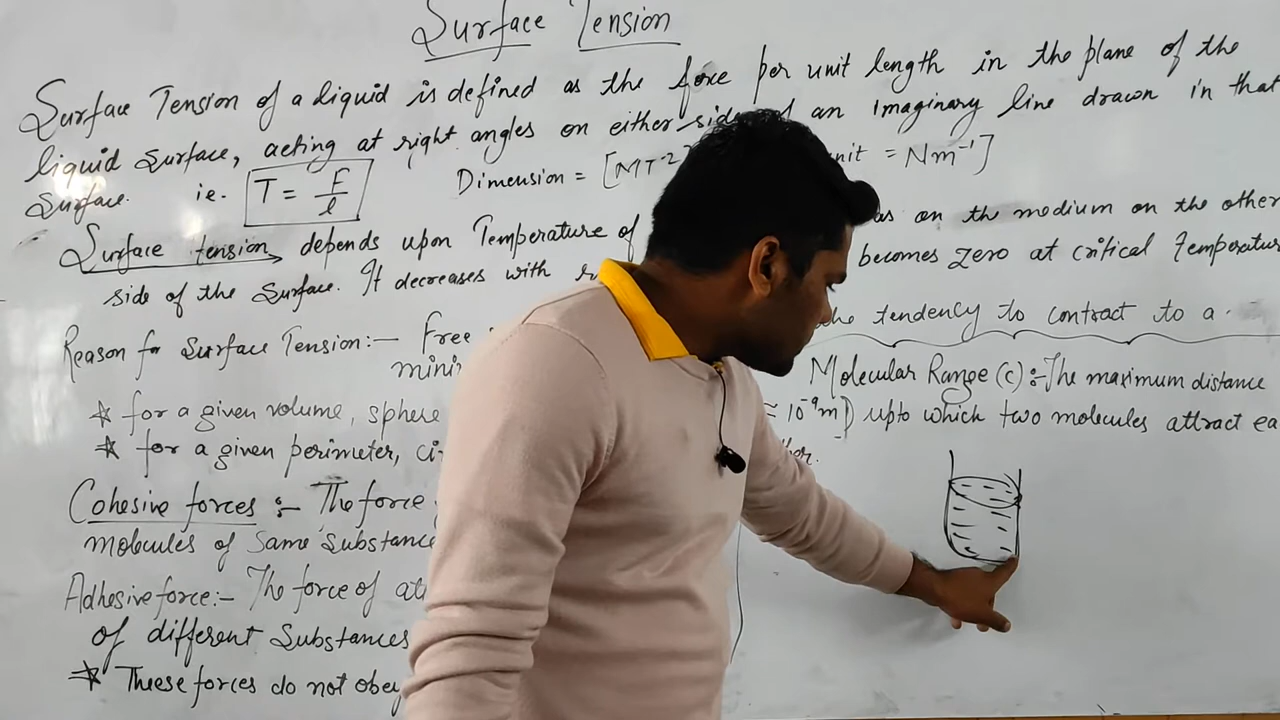 Surface Tension
Surface Tension of a liquid is defined as the force per unit length in the plane of the
liquid surface, acting at right angles on either side of an imaginary line drawn in that
surface. ie. T = F/l Dimension = [MT⁻² = Nm⁻¹]
Surface tension depends upon Temperature of as on the medium on the other
side of the surface. It decreases with becomes zero at critical temperatur
Reason for Surface Tension:— Free the tendency to contract to a
mini
☆ for a given volume, sphere
☆ for a given perimeter, ci
Molecular Range (c) :- The maximum distance
≈ 10⁻⁹m) upto which two molecules attract ea
her.
Cohesive forces :- The force
molecules of same substance
Adhesive force:- The force of at
of different substances
☆ These forces do not obey